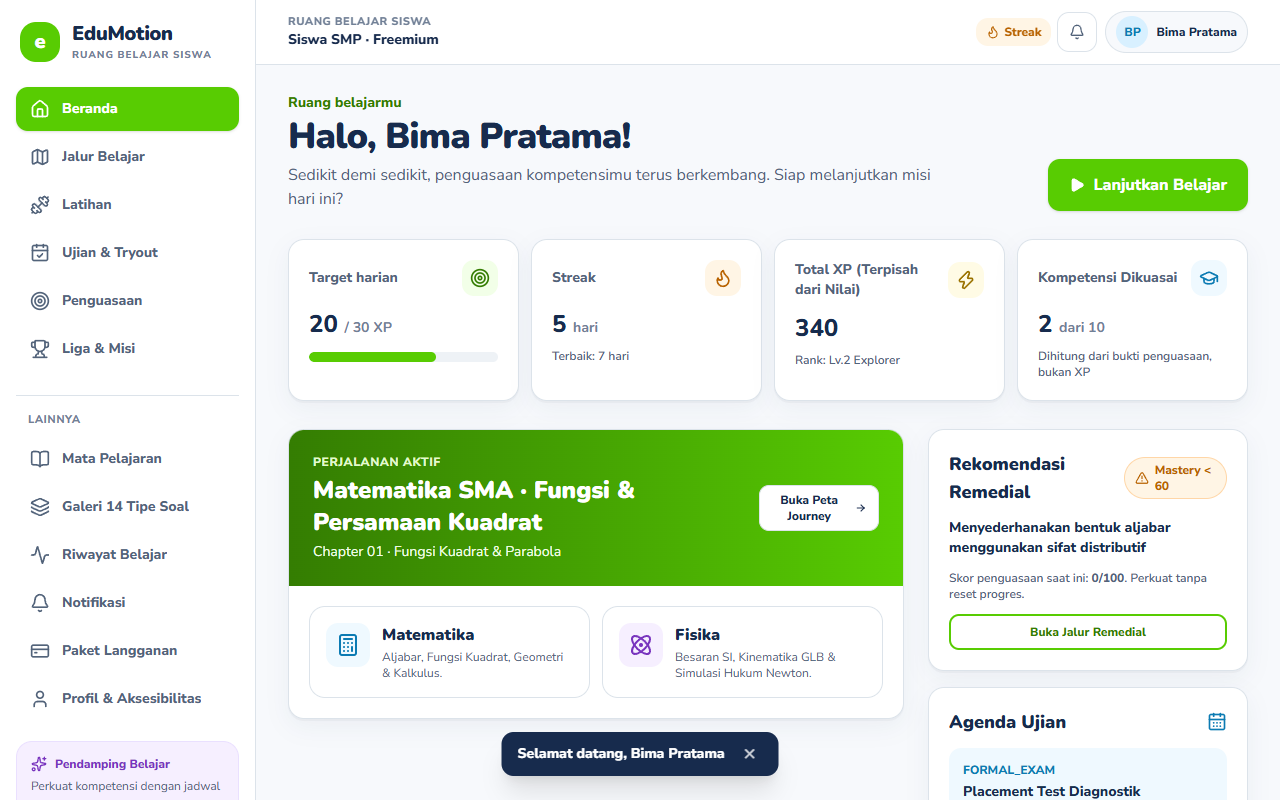 e
EduMotion
RUANG BELAJAR SISWA
Beranda
Jalur Belajar
Latihan
Ujian & Tryout
Penguasaan
Liga & Misi
LAINNYA
Mata Pelajaran
Galeri 14 Tipe Soal
Riwayat Belajar
Notifikasi
Paket Langganan
Profil & Aksesibilitas
Pendamping Belajar
Perkuat kompetensi dengan jadwal
RUANG BELAJAR SISWA
Siswa SMP · Freemium
Streak
BP
Bima Pratama
Ruang belajarmu
Halo, Bima Pratama!
Sedikit demi sedikit, penguasaan kompetensimu terus berkembang. Siap melanjutkan misi
hari ini?
Lanjutkan Belajar
Target harian
20 / 30 XP
Streak
5 hari
Terbaik: 7 hari
Total XP (Terpisah
dari Nilai)
340
Rank: Lv.2 Explorer
Kompetensi Dikuasai
2 dari 10
Dihitung dari bukti penguasaan,
bukan XP
PERJALANAN AKTIF
Matematika SMA · Fungsi &
Persamaan Kuadrat
Chapter 01 · Fungsi Kuadrat & Parabola
Buka Peta
Journey
Matematika
Aljabar, Fungsi Kuadrat, Geometri
& Kalkulus.
Fisika
Besaran SI, Kinematika GLB &
Simulasi Hukum Newton.
Rekomendasi
Remedial
Mastery <
60
Menyederhanakan bentuk aljabar
menggunakan sifat distributif
Skor penguasaan saat ini: 0/100. Perkuat tanpa
reset progres.
Buka Jalur Remedial
Agenda Ujian
FORMAL_EXAM
Placement Test Diagnostik
Selamat datang, Bima Pratama